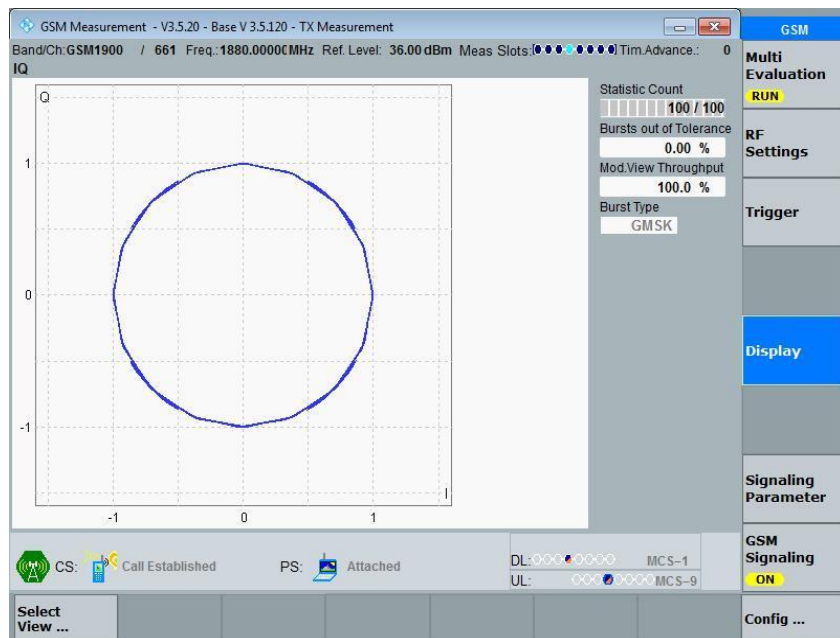 GSM Measurement - V3.5.20 - Base V 3.5.120 - TX Measurement
GSM
Band/Ch:GSM1900 / 661 Freq.:1880.0000 MHz Ref. Level: 36.00 dBm Meas Slots: Tim.Advance.: 0
IQ
Q
1
0
-1
I
-1 0 1
Statistic Count
100 / 100
Bursts out of Tolerance
0.00 %
Mod.View Throughput
100.0 %
Burst Type
GMSK
Multi
Evaluation
RUN
RF
Settings
Trigger
Display
Signaling
Parameter
GSM
Signaling
ON
CS: Call Established PS: Attached
DL: MCS-1
UL: MCS-9
Select
View ...
Config ...